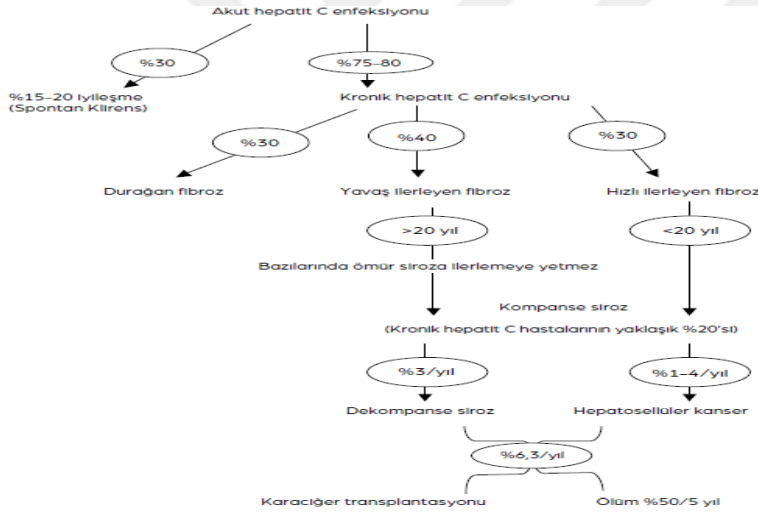 Akut hepatit C enfeksiyonu
%30
%75-80
%15-20 iyileşme
(Spontan Klirens)
Kronik hepatit C enfeksiyonu
%30
%40
%30
Durağan fibroz
Yavaş ilerleyen fibroz
Hızlı ilerleyen fibroz
>20 yıl
<20 yıl
Bazılarında ömür siroza ilerlemeye yetmez
Kompanse siroz
(Kronik hepatit C hastalarının yaklaşık %20'si)
%3/yıl
%1-4/yıl
Dekompanse siroz
Hepatosellüler kanser
%6,3/yıl
Karaciğer transplantasyonu
Ölüm %50/5 yıl